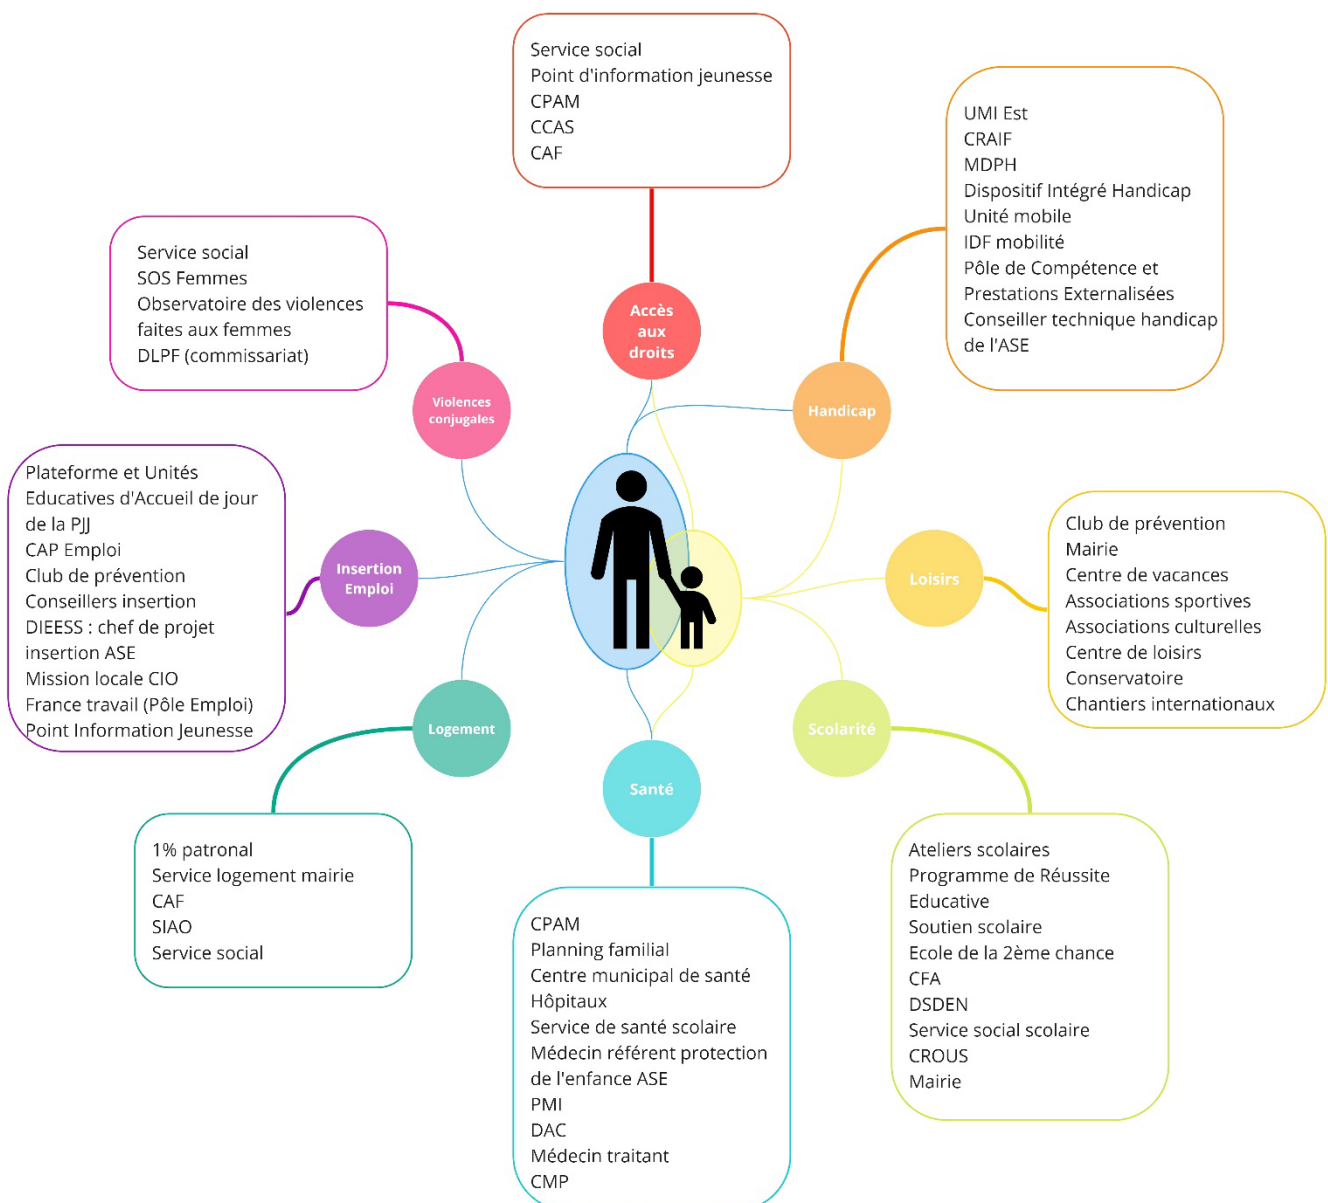 Service social
Point d'information jeunesse
CPAM
CCAS
CAF
Accès
aux
droits
UMI Est
CRAIF
MDPH
Dispositif Intégré Handicap
Unité mobile
IDF mobilité
Pôle de Compétence et
Prestations Externalisées
Conseiller technique handicap
de l'ASE
Handicap
Service social
SOS Femmes
Observatoire des violences
faites aux femmes
DLPF (commissariat)
Violences
conjugales
Plateforme et Unités
Educatives d'Accueil de jour
de la PJJ
CAP Emploi
Club de prévention
Conseillers insertion
DIEESS : chef de projet
insertion ASE
Mission locale CIO
France travail (Pôle Emploi)
Point Information Jeunesse
Insertion
Emploi
Loisirs
Club de prévention
Mairie
Centre de vacances
Associations sportives
Associations culturelles
Centre de loisirs
Conservatoire
Chantiers internationaux
Logement
1% patronal
Service logement mairie
CAF
SIAO
Service social
Santé
CPAM
Planning familial
Centre municipal de santé
Hôpitaux
Service de santé scolaire
Médecin référent protection
de l'enfance ASE
PMI
DAC
Médecin traitant
CMP
Scolarité
Ateliers scolaires
Programme de Réussite
Educative
Soutien scolaire
Ecole de la 2ème chance
CFA
DSDEN
Service social scolaire
CROUS
Mairie